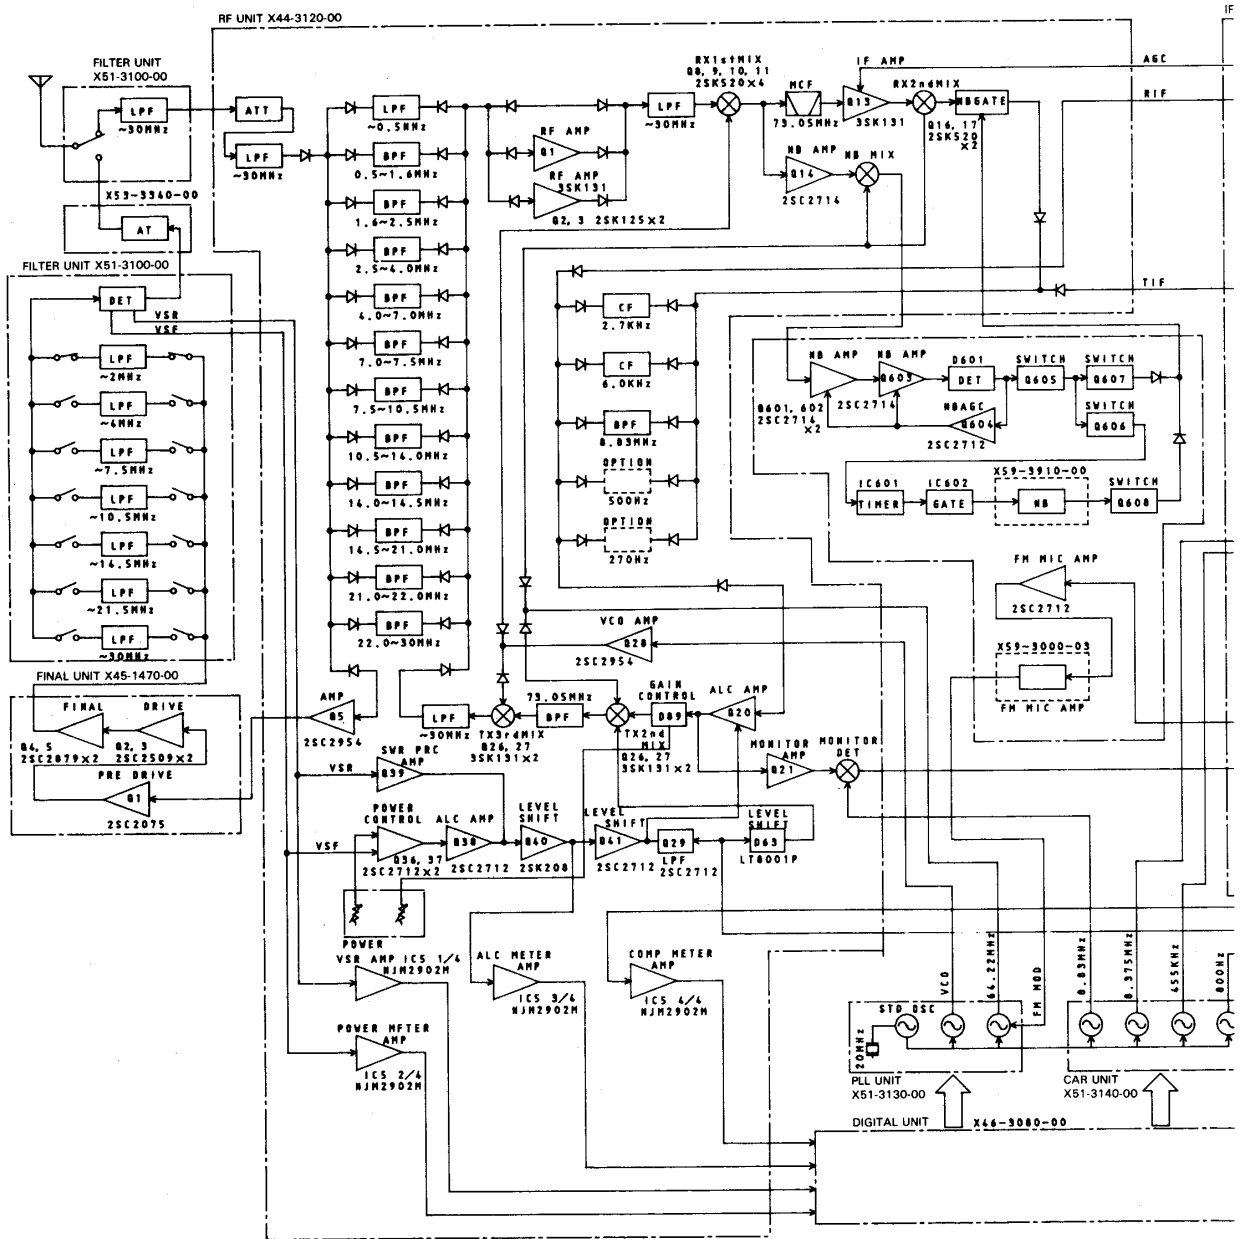 RF UNIT X44-3120-00
IF
FILTER UNIT
X51-3100-00
LPF
~30MHz
ATT
LPF
~30MHz
X53-3340-00
AT
FILTER UNIT X51-3100-00
DET
VSR
VSF
LPF
~2MHz
LPF
~4MHz
LPF
~7.5MHz
LPF
~10.5MHz
LPF
~14.5MHz
LPF
~21.5MHz
LPF
~30MHz
FINAL UNIT X45-1470-00
FINAL
DRIVE
Q4, 5
2SC2879×2
Q2, 3
2SC2509×2
PRE DRIVE
Q1
2SC2075
LPF
~0.5MHz
BPF
0.5~1.6MHz
BPF
1.6~2.5MHz
BPF
2.5~4.0MHz
BPF
4.0~7.0MHz
BPF
7.0~7.5MHz
BPF
7.5~10.5MHz
BPF
10.5~14.0MHz
BPF
14.0~14.5MHz
BPF
14.5~21.0MHz
BPF
21.0~22.0MHz
BPF
22.0~30MHz
RF AMP
Q1
RF AMP
3SK131
Q2, 3 2SK125×2
LPF
~30MHz
RX1stMIX
Q8, 9, 10, 11
2SK520×4
MCF
73.05MHz
IF AMP
Q13
3SK131
RX2ndMIX
Q16, 17
2SK520
×2
NBGATE
AGC
RIF
TIF
NB AMP
Q14
2SC2714
NB MIX
CF
2.7KHz
CF
6.0KHz
BPF
8.83MHz
OPTION
500Hz
OPTION
270Hz
NB AMP
Q601, 602
2SC2714
×2
NB AMP
Q603
2SC2714
D601
DET
SWITCH
Q605
SWITCH
Q607
SWITCH
Q606
NBAGC
Q604
2SC2712
IC601
TIMER
IC602
GATE
X59-3910-00
NB
SWITCH
Q608
FM MIC AMP
2SC2712
X59-3000-03
FM MIC AMP
AMP
Q5
2SC2954
VCO AMP
Q28
2SC2954
LPF
~30MHz
TX3rdMIX
Q26, 27
3SK131×2
73.05MHz
BPF
TX2nd
MIX
Q26, 27
3SK131×2
GAIN
CONTROL
D89
ALC AMP
Q20
MONITOR
AMP
Q21
MONITOR
DET
SWR PRC
AMP
Q39
VSR
POWER
CONTROL
Q36, 37
2SC2712×2
VSF
ALC AMP
Q38
2SC2712
LEVEL
SHIFT
Q40
2SK208
LEVEL
SHIFT
Q41
2SC2712
Q29
LPF
2SC2712
LEVEL
SHIFT
D63
LT8001P
POWER
VSR AMP IC5 1/4
NJM2902M
ALC METER
AMP
IC5 3/4
NJM2902M
COMP METER
AMP
IC5 4/4
NJM2902M
POWER METER
AMP
IC5 2/4
NJM2902M
STD OSC
20MHz
VCO
64.22MHz
FM MOD
8.83MHz
8.375MHz
455KHz
800Hz
PLL UNIT
X51-3130-00
CAR UNIT
X51-3140-00
DIGITAL UNIT
X46-3080-00